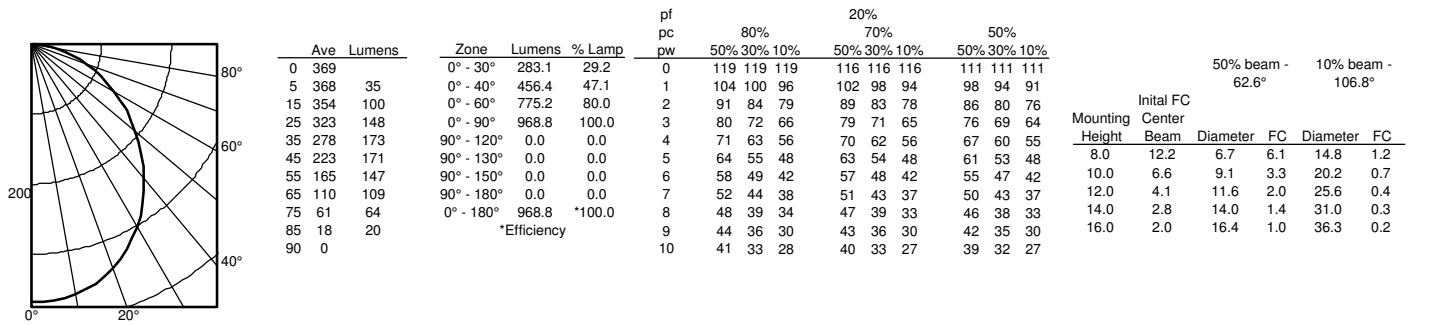 80°
60°
200
40°
0° 20°
Ave Lumens
0 369
5 368 35
15 354 100
25 323 148
35 278 173
45 223 171
55 165 147
65 110 109
75 61 64
85 18 20
90 0
Zone Lumens % Lamp
0° - 30° 283.1 29.2
0° - 40° 456.4 47.1
0° - 60° 775.2 80.0
0° - 90° 968.8 100.0
90° - 120° 0.0 0.0
90° - 130° 0.0 0.0
90° - 150° 0.0 0.0
90° - 180° 0.0 0.0
0° - 180° 968.8 *100.0
*Efficiency
pf 20%
pc 80% 70% 50%
pw 50% 30% 10% 50% 30% 10% 50% 30% 10%
0 119 119 119 116 116 116 111 111 111
1 104 100 96 102 98 94 98 94 91
2 91 84 79 89 83 78 86 80 76
3 80 72 66 79 71 65 76 69 64
4 71 63 56 70 62 56 67 60 55
5 64 55 48 63 54 48 61 53 48
6 58 49 42 57 48 42 55 47 42
7 52 44 38 51 43 37 50 43 37
8 48 39 34 47 39 33 46 38 33
9 44 36 30 43 36 30 42 35 30
10 41 33 28 40 33 27 39 32 27
50% beam - 10% beam -
62.6° 106.8°
Inital FC
Mounting Center
Height Beam Diameter FC Diameter FC
8.0 12.2 6.7 6.1 14.8 1.2
10.0 6.6 9.1 3.3 20.2 0.7
12.0 4.1 11.6 2.0 25.6 0.4
14.0 2.8 14.0 1.4 31.0 0.3
16.0 2.0 16.4 1.0 36.3 0.2